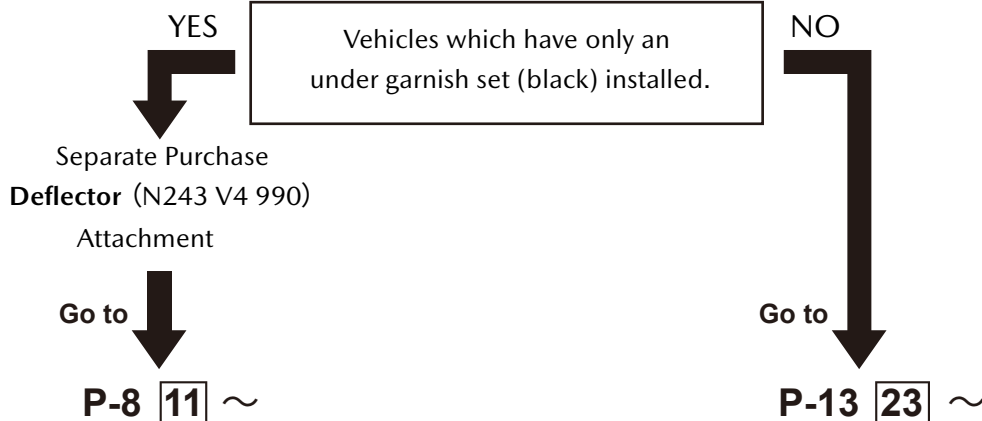 YES
Vehicles which have only an
under garnish set (black) installed.
NO
Separate Purchase
Deflector (N243 V4 990)
Attachment
Go to
P-8 11 ～
Go to
P-13 23 ～